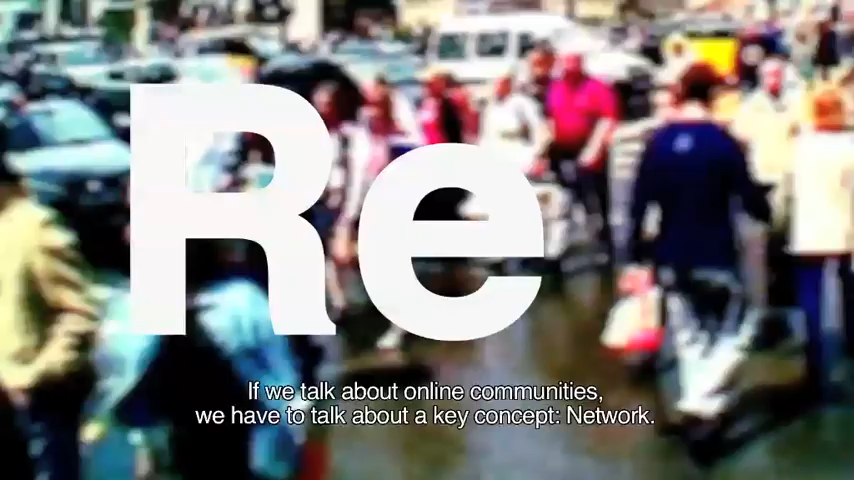 Re
If we talk about online communities,
we have to talk about a key concept: Network.